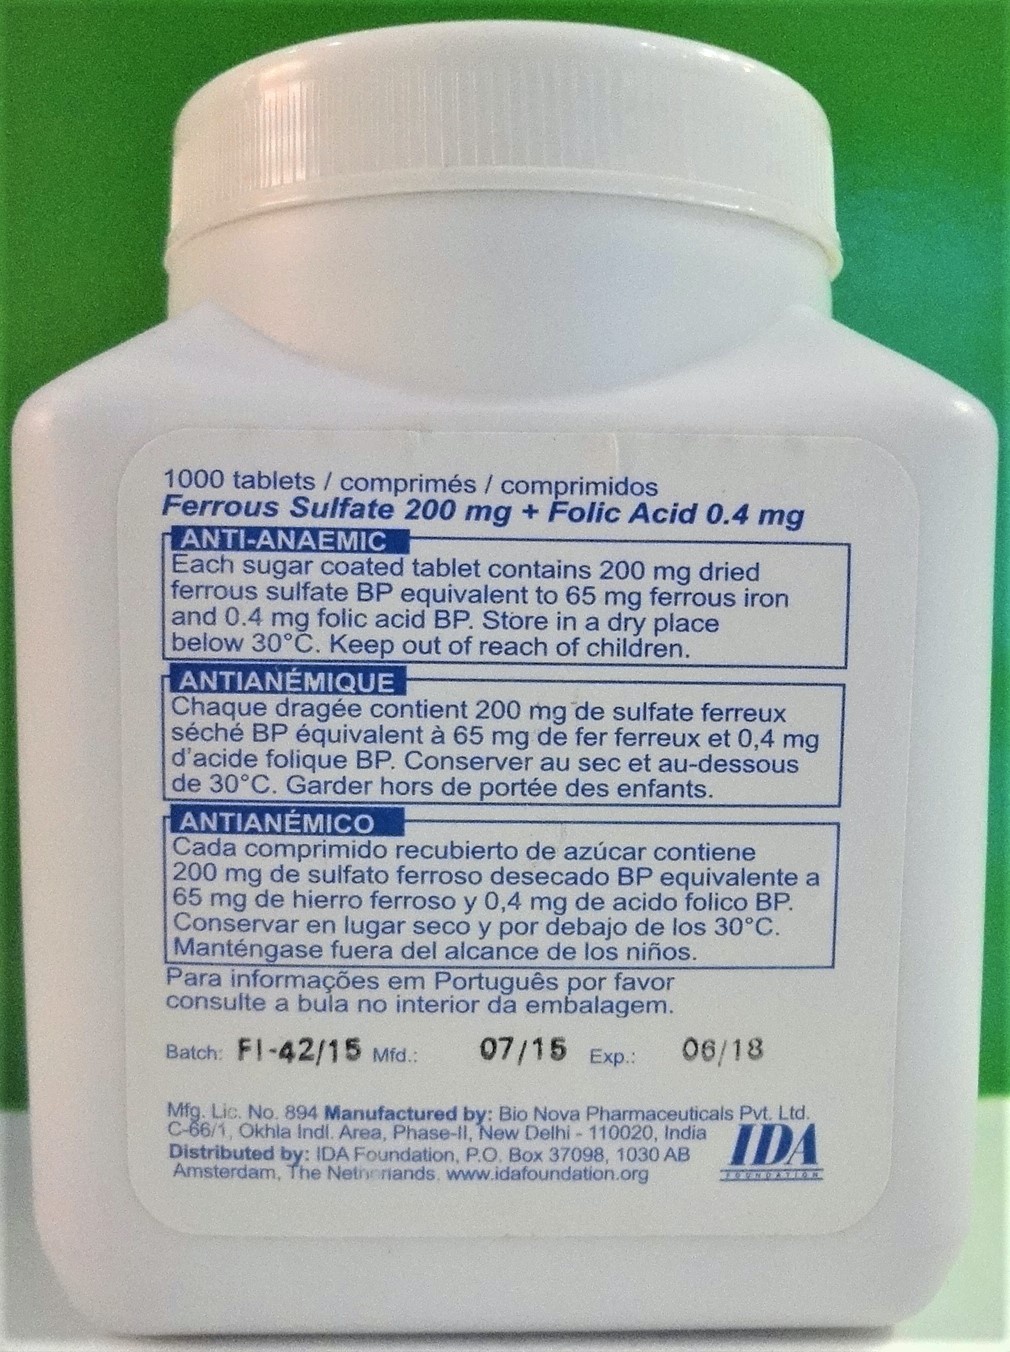 1000 tablets / comprimés / comprimidos
Ferrous Sulfate 200 mg + Folic Acid 0.4 mg
ANTI-ANAEMIC
Each sugar coated tablet contains 200 mg dried
ferrous sulfate BP equivalent to 65 mg ferrous iron
and 0.4 mg folic acid BP. Store in a dry place
below 30°C. Keep out of reach of children.
ANTIANÉMIQUE
Chaque dragée contient 200 mg de sulfate ferreux
séché BP équivalent à 65 mg de fer ferreux et 0,4 mg
d'acide folique BP. Conserver au sec et au-dessous
de 30°C. Garder hors de portée des enfants.
ANTIANÉMICO
Cada comprimido recubierto de azúcar contiene
200 mg de sulfato ferroso desecado BP equivalente a
65 mg de hierro ferroso y 0,4 mg de acido folico BP.
Conservar en lugar seco y por debajo de los 30°C.
Manténgase fuera del alcance de los niños.
Para informações em Português por favor
consulte a bula no interior da embalagem.
Batch: FI-42/15 Mfd.: 07/15 Exp.: 06/18
Mfg. Lic. No. 894 Manufactured by: Bio Nova Pharmaceuticals Pvt. Ltd.
C-66/1, Okhla Indl. Area, Phase-II, New Delhi - 110020, India
Distributed by: IDA Foundation, P.O. Box 37098, 1030 AB
Amsterdam, The www.idafoundation.org
IDA
FOUNDATION